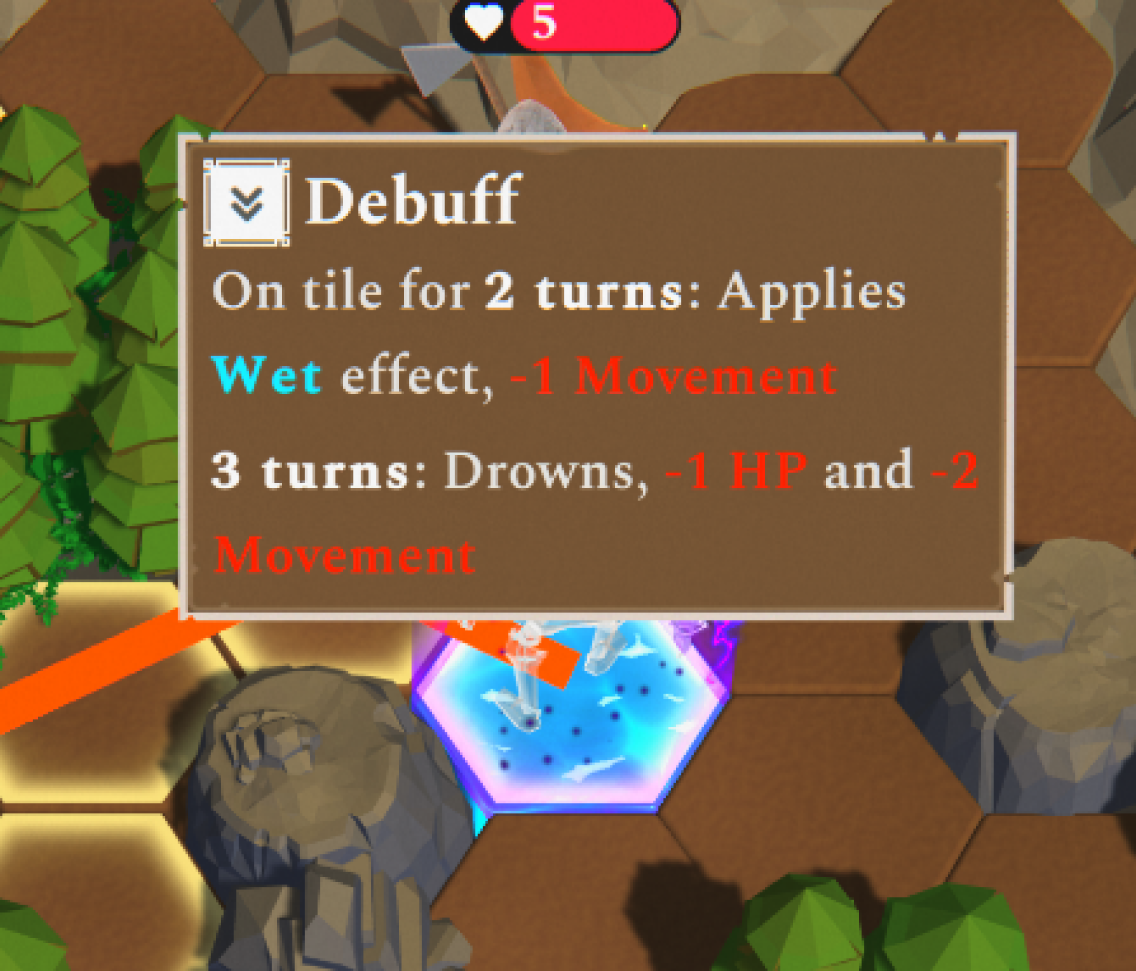 5
Debuff
On tile for 2 turns: Applies
Wet effect, -1 Movement
3 turns: Drowns, -1 HP and -2
Movement